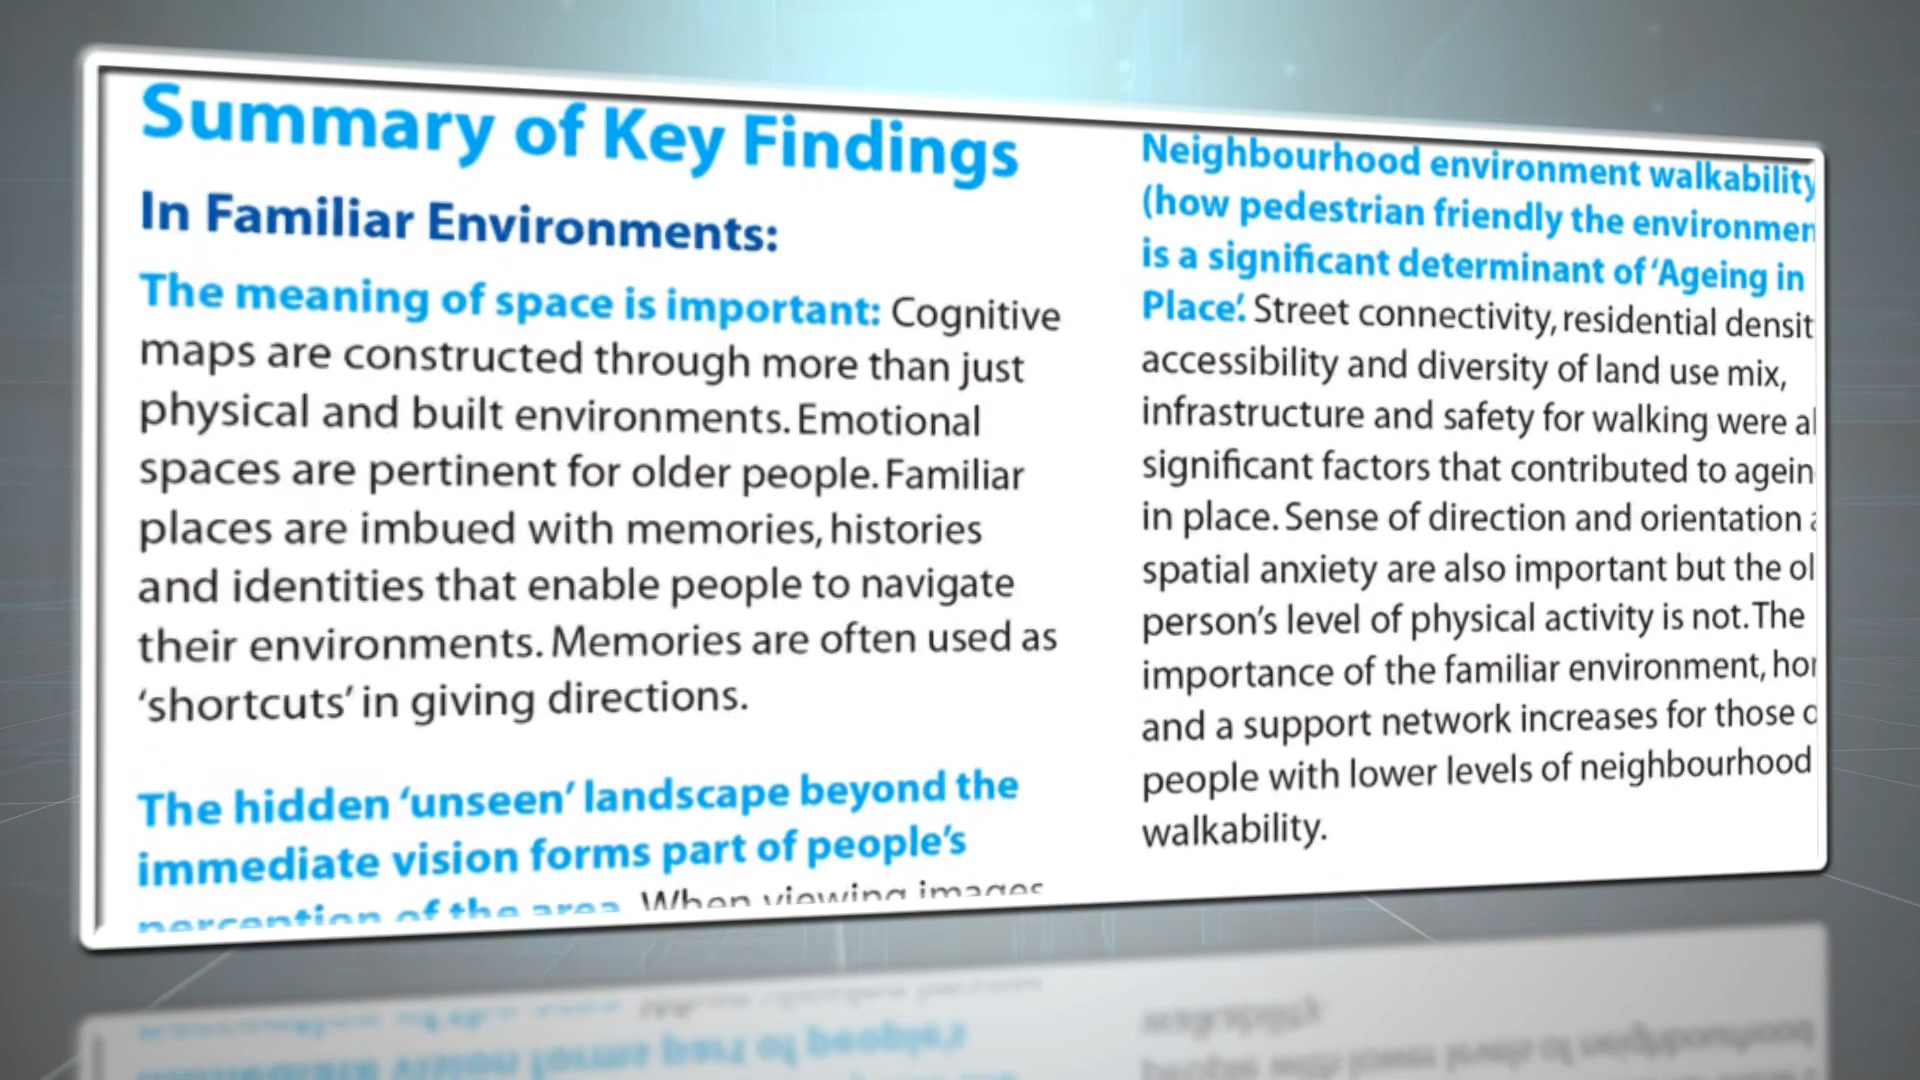 Summary of Key Findings
In Familiar Environments:
The meaning of space is important: Cognitive
maps are constructed through more than just
physical and built environments. Emotional
spaces are pertinent for older people. Familiar
places are imbued with memories, histories
and identities that enable people to navigate
their environments. Memories are often used as
‘shortcuts’ in giving directions.
The hidden ‘unseen’ landscape beyond the
immediate vision forms part of people’s
perception of the area. When viewing images
Neighbourhood environment walkability
(how pedestrian friendly the
is a significant determinant of ‘Ageing in
Place’. Street connectivity, residential
accessibility and diversity of land use mix,
infrastructure and safety for walking were
significant factors that contributed to
in place. Sense of direction and orientation
spatial anxiety are also important but the
person’s level of physical activity is not. The
importance of the familiar environment,
and a support network increases for those
people with lower levels of neighbourhood
walkability.